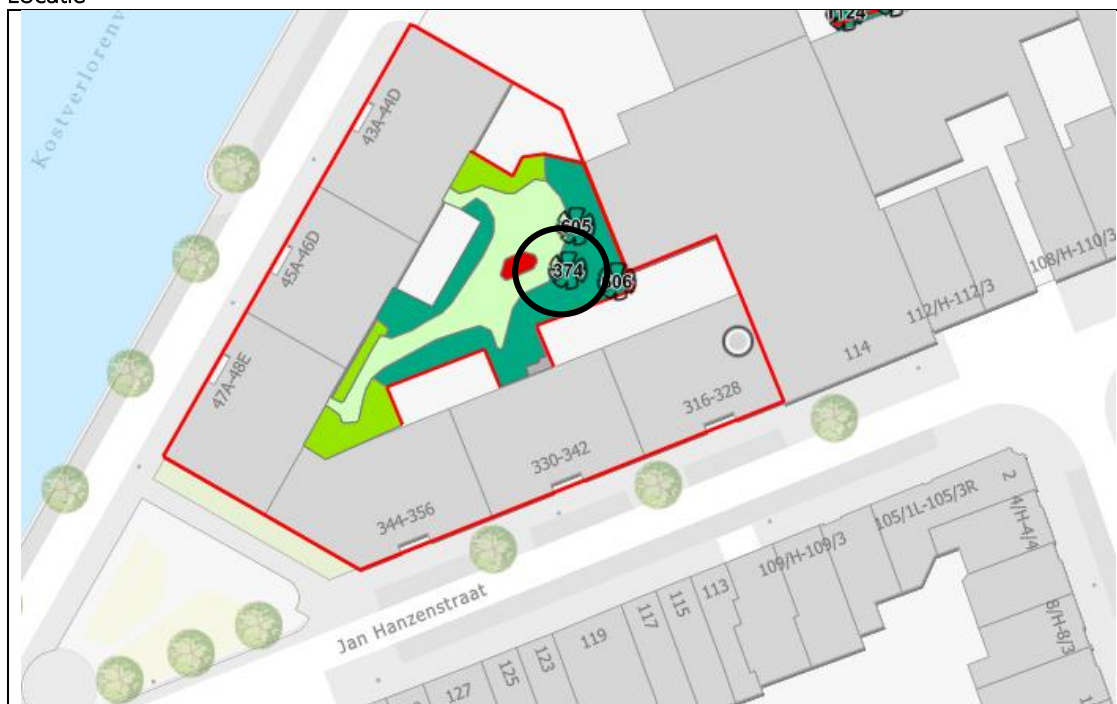 Locatie
1124
Kostverlorenv
43A-44D
605
45A-46D
374
606
108/H-110/3
112/H-112/3
47A-48E
114
316-328
330-342
344-356
2
105/1L-105/3R
4/H-4/4
109/H-109/3
Jan Hanzenstraat
113
115
117
119
8/H-8/3
123
125
127